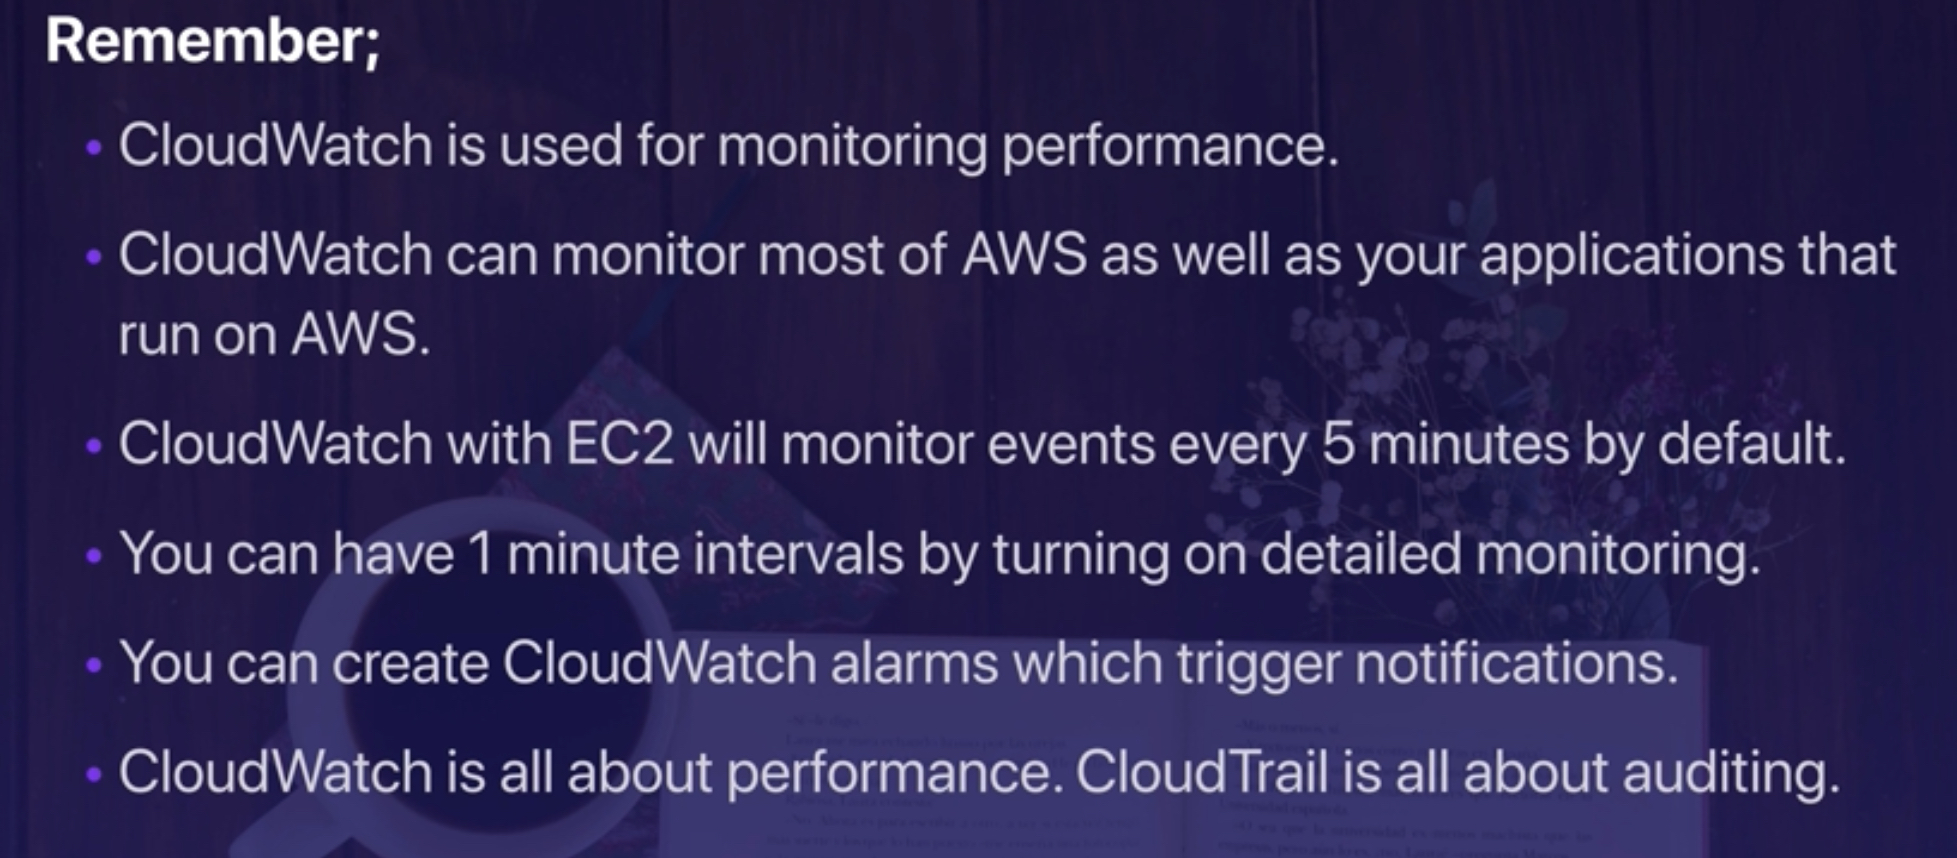 Remember;
• CloudWatch is used for monitoring performance.
• CloudWatch can monitor most of AWS as well as your applications that
run on AWS.
• CloudWatch with EC2 will monitor events every 5 minutes by default.
• You can have 1 minute intervals by turning on detailed monitoring.
• You can create CloudWatch alarms which trigger notifications.
• CloudWatch is all about performance. CloudTrail is all about auditing.